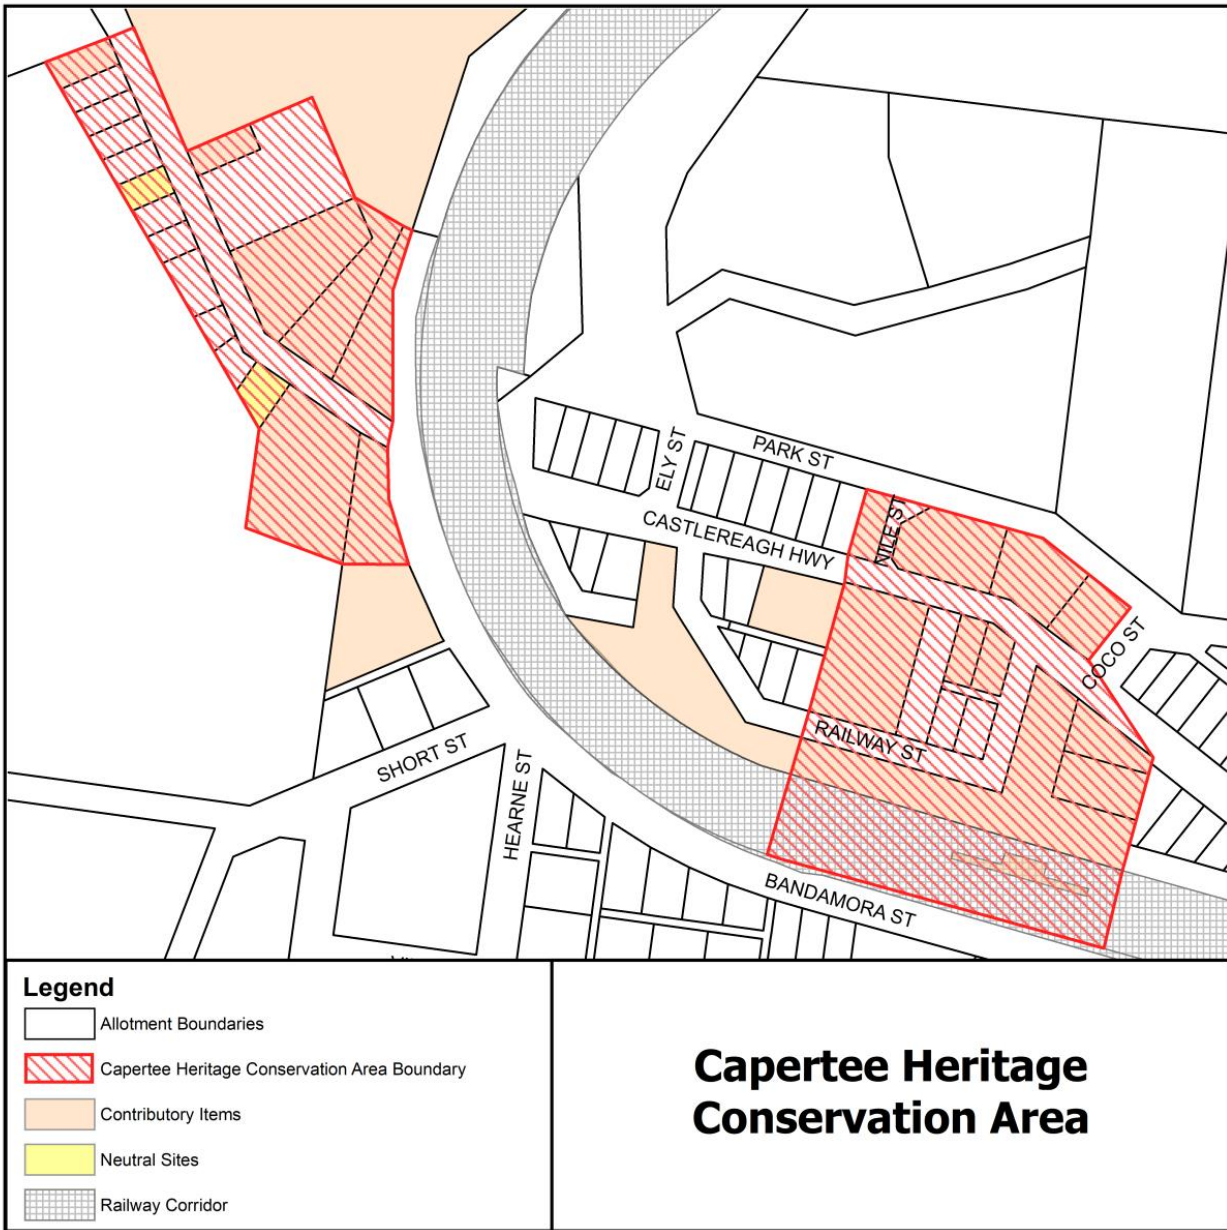 PARK ST
ELY ST
CASTLEREAGH HWY
NILE ST
COCO ST
RAILWAY ST
SHORT ST
HEARNE ST
BANDAMORA ST
Legend
Allotment Boundaries
Capertee Heritage Conservation Area Boundary
Contributory Items
Neutral Sites
Railway Corridor
Capertee Heritage
Conservation Area